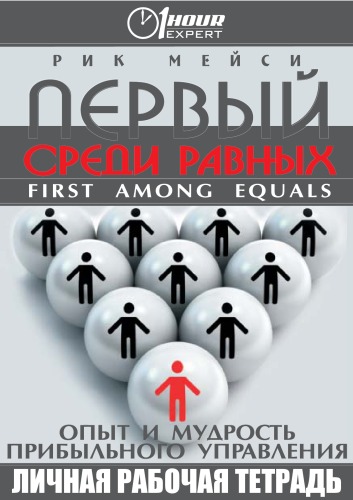 1HOUR
EXPERT
РИК МЕЙСИ
ПЕРВЫЙ
СРЕДИ РАВНЫХ
FIRST AMONG EQUALS
ОПЫТ И МУДРОСТЬ
ПРИБЫЛЬНОГО УПРАВЛЕНИЯ
ЛИЧНАЯ РАБОЧАЯ ТЕТРАДЬ